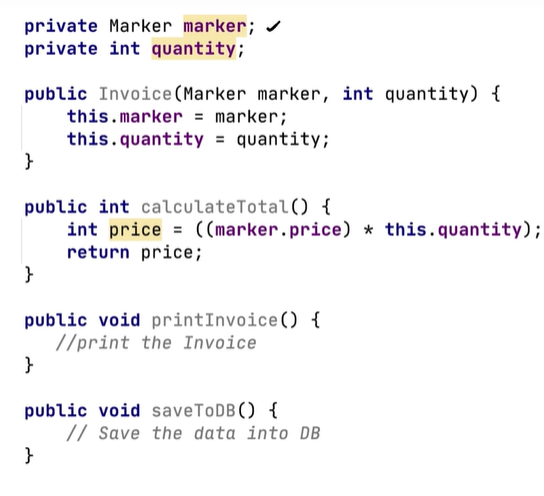 private Marker marker; ✓
private int quantity;
public Invoice(Marker marker, int quantity) {
this.marker = marker;
this.quantity = quantity;
}
public int calculateTotal() {
int price = ((marker.price) * this.quantity);
return price;
}
public void printInvoice() {
//print the Invoice
}
public void saveToDB() {
// Save the data into DB
}